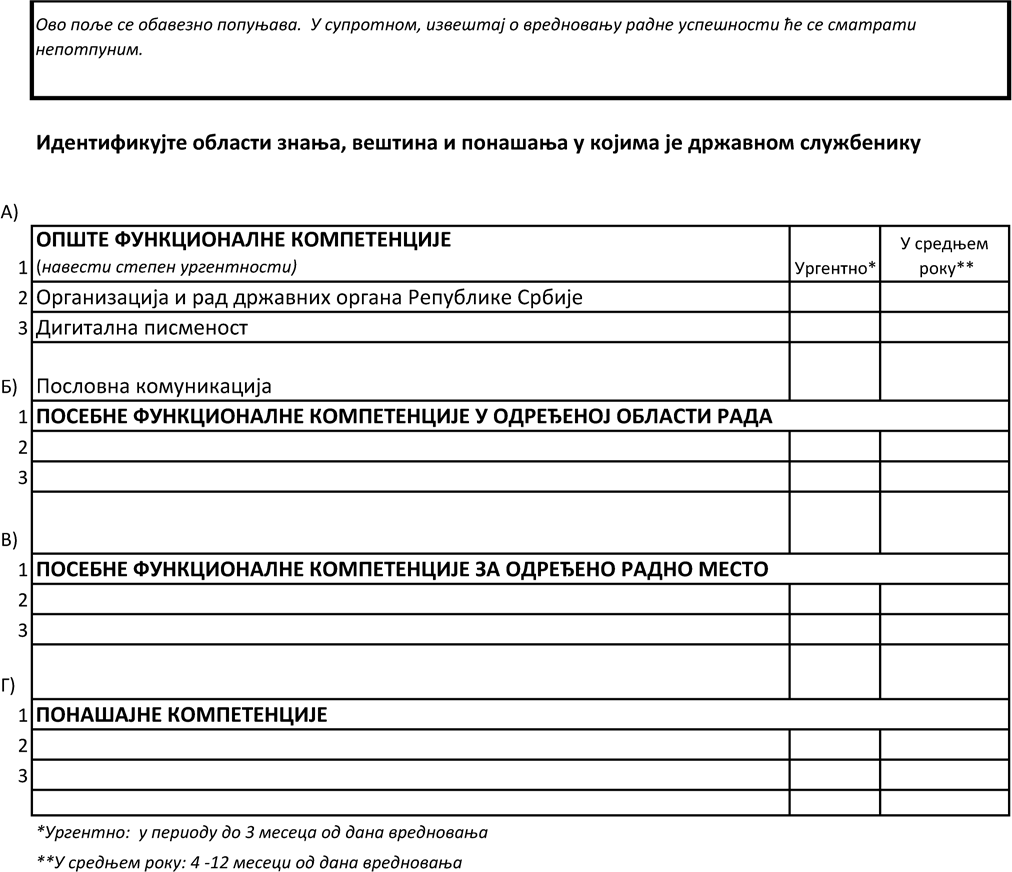 Ово поље се обавезно попуњава. У супротном, извештај о вредновању радне успешности ће се сматрати
непотпуним.
Идентификујте области знања, вештина и понашања у којима је државном службенику
А)
ОПШТЕ ФУНКЦИОНАЛНЕ КОМПЕТЕНЦИЈЕ
У средњем
1 (навести степен ургентности) Ургентно* року**
2 Организација и рад државних органа Републике Србије
3 Дигитална писменост
Б) Пословна комуникација
1 ПОСЕБНЕ ФУНКЦИОНАЛНЕ КОМПЕТЕНЦИЈЕ У ОДРЕЂЕНОЈ ОБЛАСТИ РАДА
2
3
В)
1 ПОСЕБНЕ ФУНКЦИОНАЛНЕ КОМПЕТЕНЦИЈЕ ЗА ОДРЕЂЕНО РАДНО МЕСТО
2
3
Г)
1 ПОНАШАЈНЕ КОМПЕТЕНЦИЈЕ
2
3
*Ургентно: у периоду до 3 месеца од дана вредновања
**У средњем року: 4 -12 месеци од дана вредновања